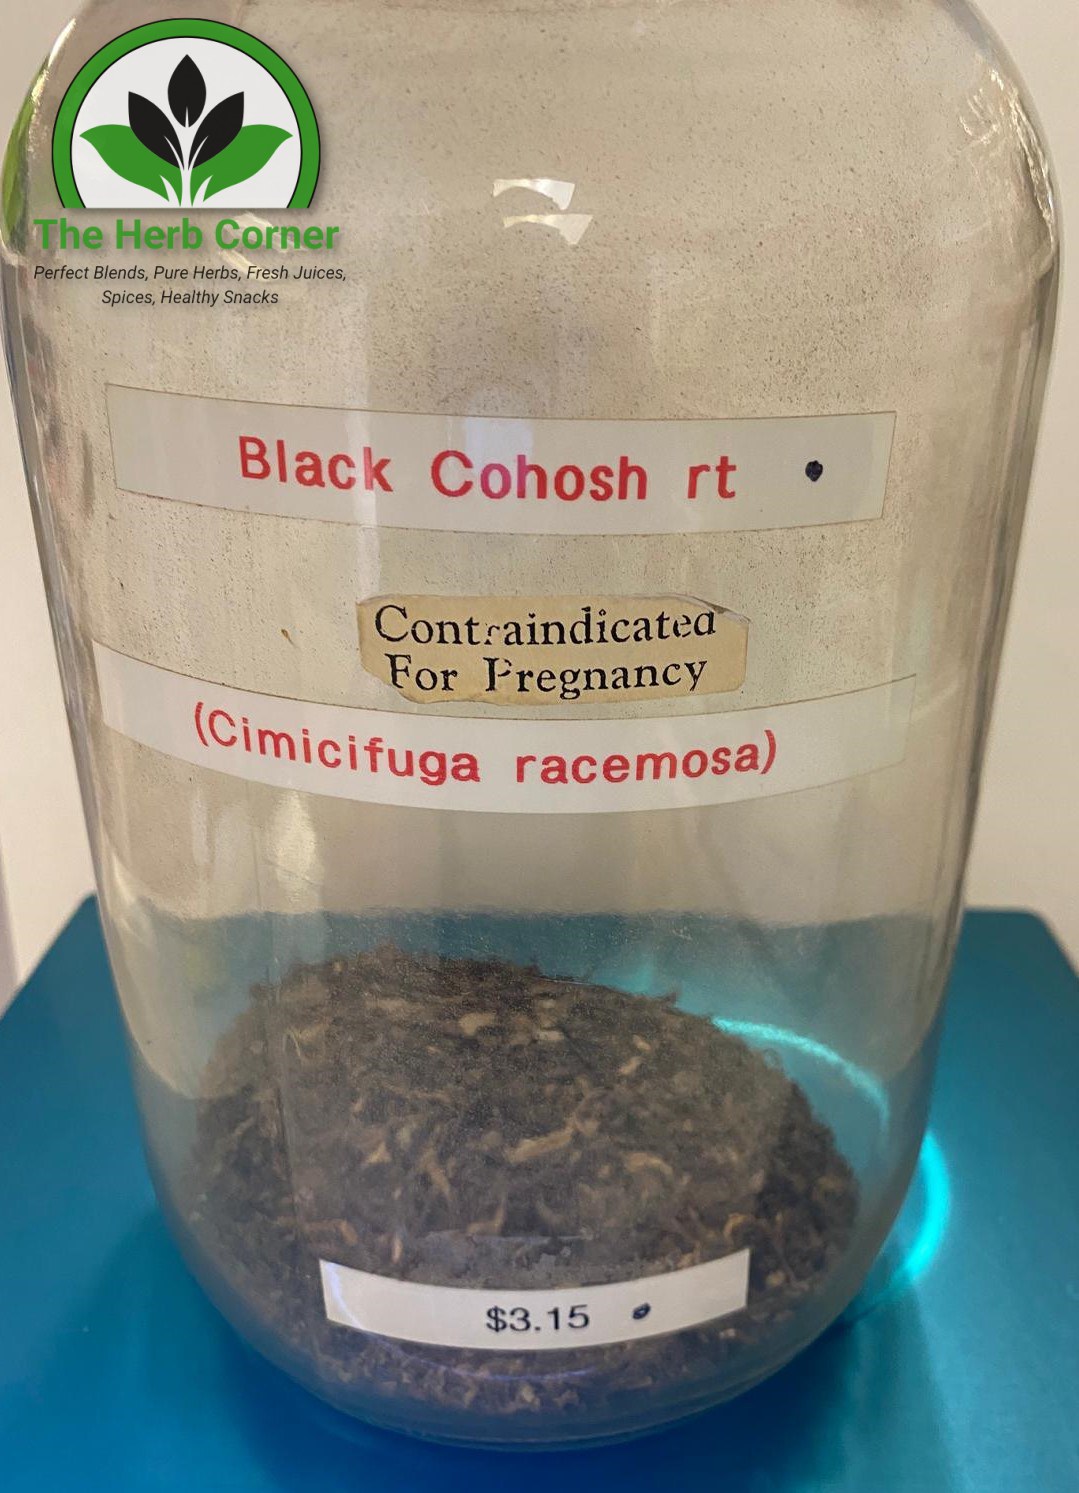 The Herb Corner
Perfect Blends, Pure Herbs, Fresh Juices,
Spices, Healthy Snacks
Black Cohosh rt
Contraindicated
For Pregnancy
(Cimicifuga racemosa)
$3.15